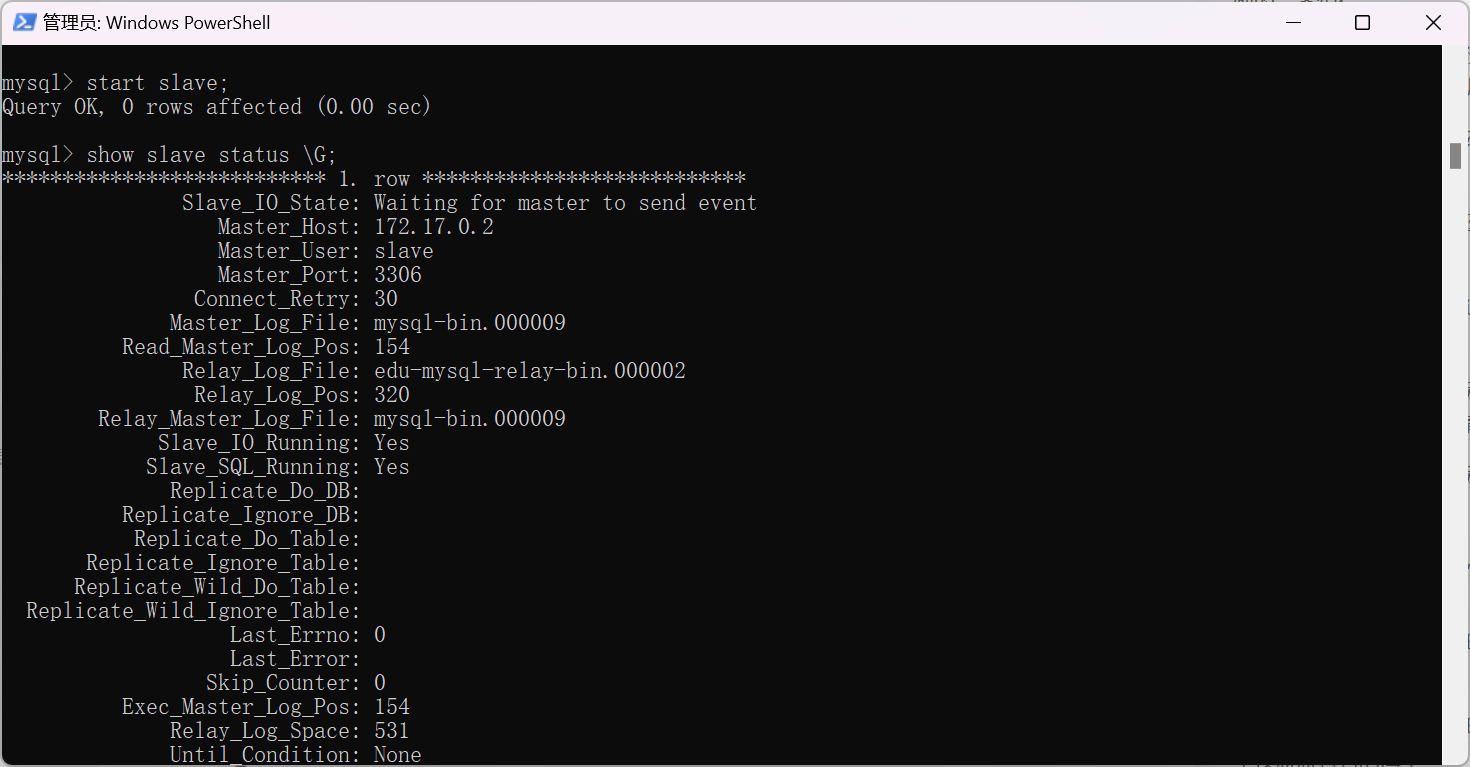 管理员: Windows PowerShell
mysql> start slave;
Query OK, 0 rows affected (0.00 sec)
mysql> show slave status \G;
*************************** 1. row ***************************
Slave_IO_State: Waiting for master to send event
Master_Host: 172.17.0.2
Master_User: slave
Master_Port: 3306
Connect_Retry: 30
Master_Log_File: mysql-bin.000009
Read_Master_Log_Pos: 154
Relay_Log_File: edu-mysql-relay-bin.000002
Relay_Log_Pos: 320
Relay_Master_Log_File: mysql-bin.000009
Slave_IO_Running: Yes
Slave_SQL_Running: Yes
Replicate_Do_DB:
Replicate_Ignore_DB:
Replicate_Do_Table:
Replicate_Ignore_Table:
Replicate_Wild_Do_Table:
Replicate_Wild_Ignore_Table:
Last_Errno: 0
Last_Error:
Skip_Counter: 0
Exec_Master_Log_Pos: 154
Relay_Log_Space: 531
Until_Condition: None